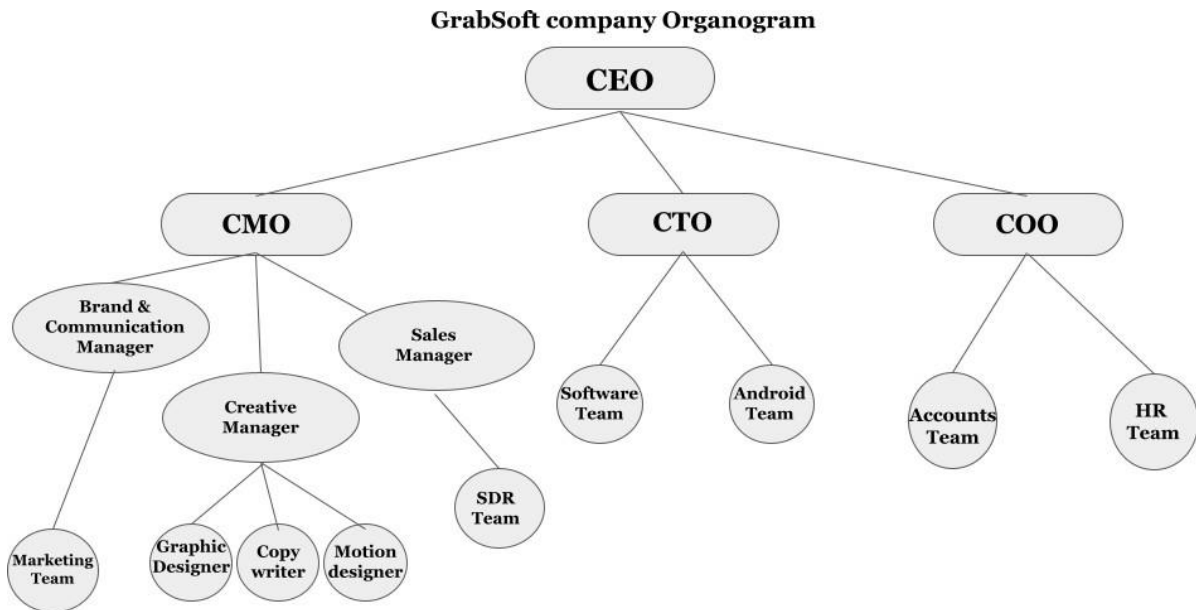 GrabSoft company Organogram
CEO
CMO
CTO
COO
Brand &
Communication
Manager
Sales
Manager
Creative
Manager
Software
Team
Android
Team
Accounts
Team
HR
Team
SDR
Team
Marketing
Team
Graphic
Designer
Copy
writer
Motion
designer